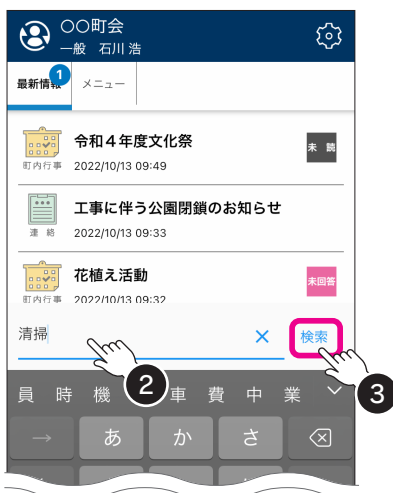 〇〇町会
一般 石川 浩
最新情報 1 メニュー
令和4年度文化祭
未 読
町内行事 2022/10/13 09:49
工事に伴う公園閉鎖のお知らせ
連 絡 2022/10/13 09:33
花植え活動
未回答
町内行事 2022/10/13 09:32
清掃 × 検索
2
3
員 時 機 車 費 中 業
→ あ か さ